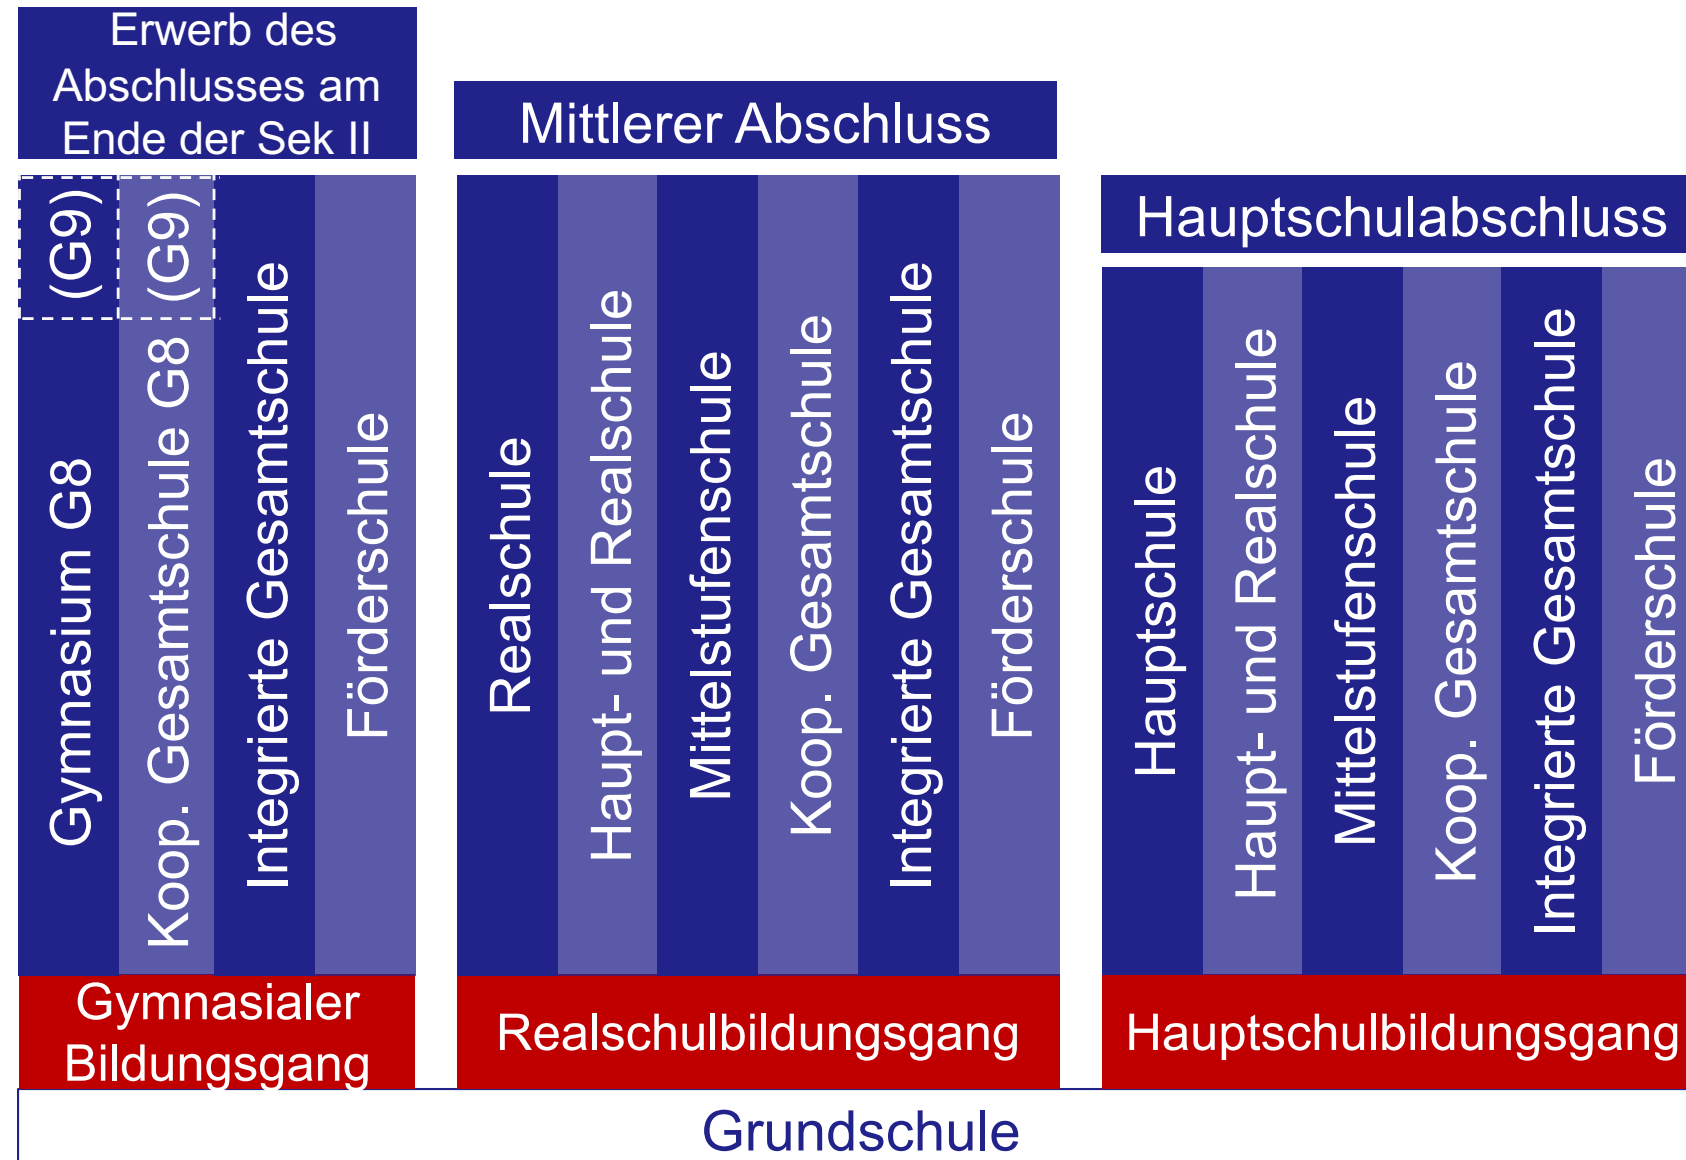 Erwerb des
Abschlusses am
Ende der Sek II
Mittlerer Abschluss
Hauptschulabschluss
(G9)
Gymnasium G8
(G9)
Koop. Gesamtschule G8
Integrierte Gesamtschule
Förderschule
Realschule
Haupt- und Realschule
Mittelstufenschule
Koop. Gesamtschule
Integrierte Gesamtschule
Förderschule
Hauptschule
Haupt- und Realschule
Mittelstufenschule
Koop. Gesamtschule
Integrierte Gesamtschule
Förderschule
Gymnasialer
Bildungsgang
Realschulbildungsgang
Hauptschulbildungsgang
Grundschule